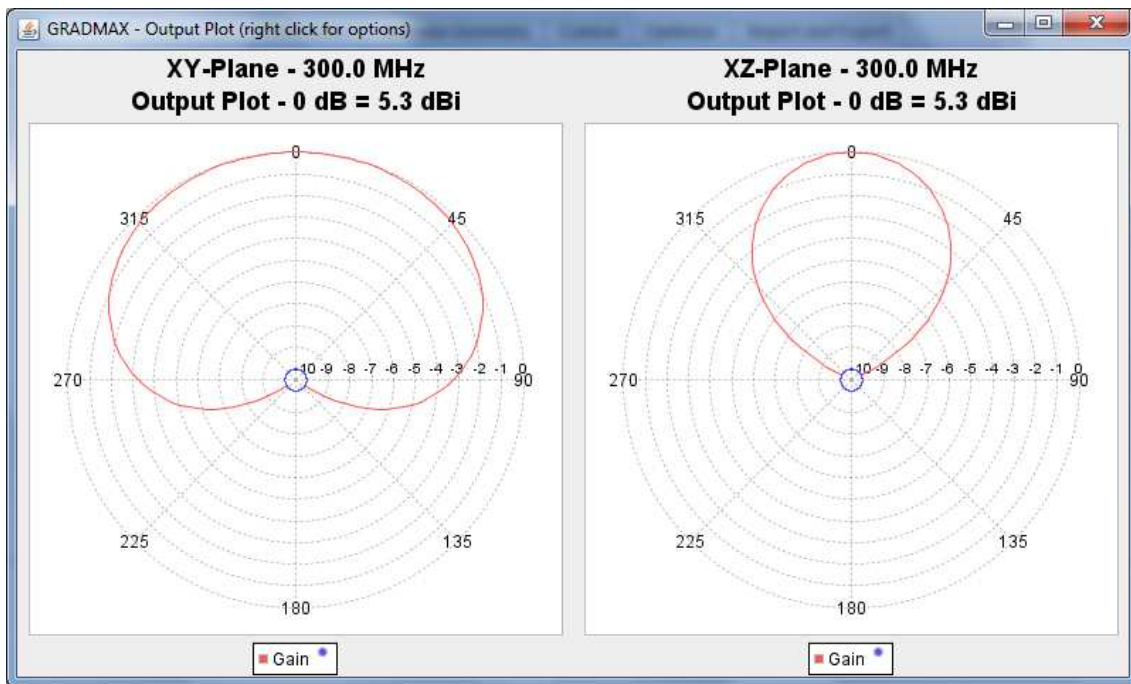 GRADMAX - Output Plot (right click for options)
XY-Plane - 300.0 MHz
Output Plot - 0 dB = 5.3 dBi
0
315
45
270
-10 -9 -8 -7 -6 -5 -4 -3 -2 -1 0
90
225
135
180
Gain
XZ-Plane - 300.0 MHz
Output Plot - 0 dB = 5.3 dBi
0
315
45
270
-10 -9 -8 -7 -6 -5 -4 -3 -2 -1 0
90
225
135
180
Gain